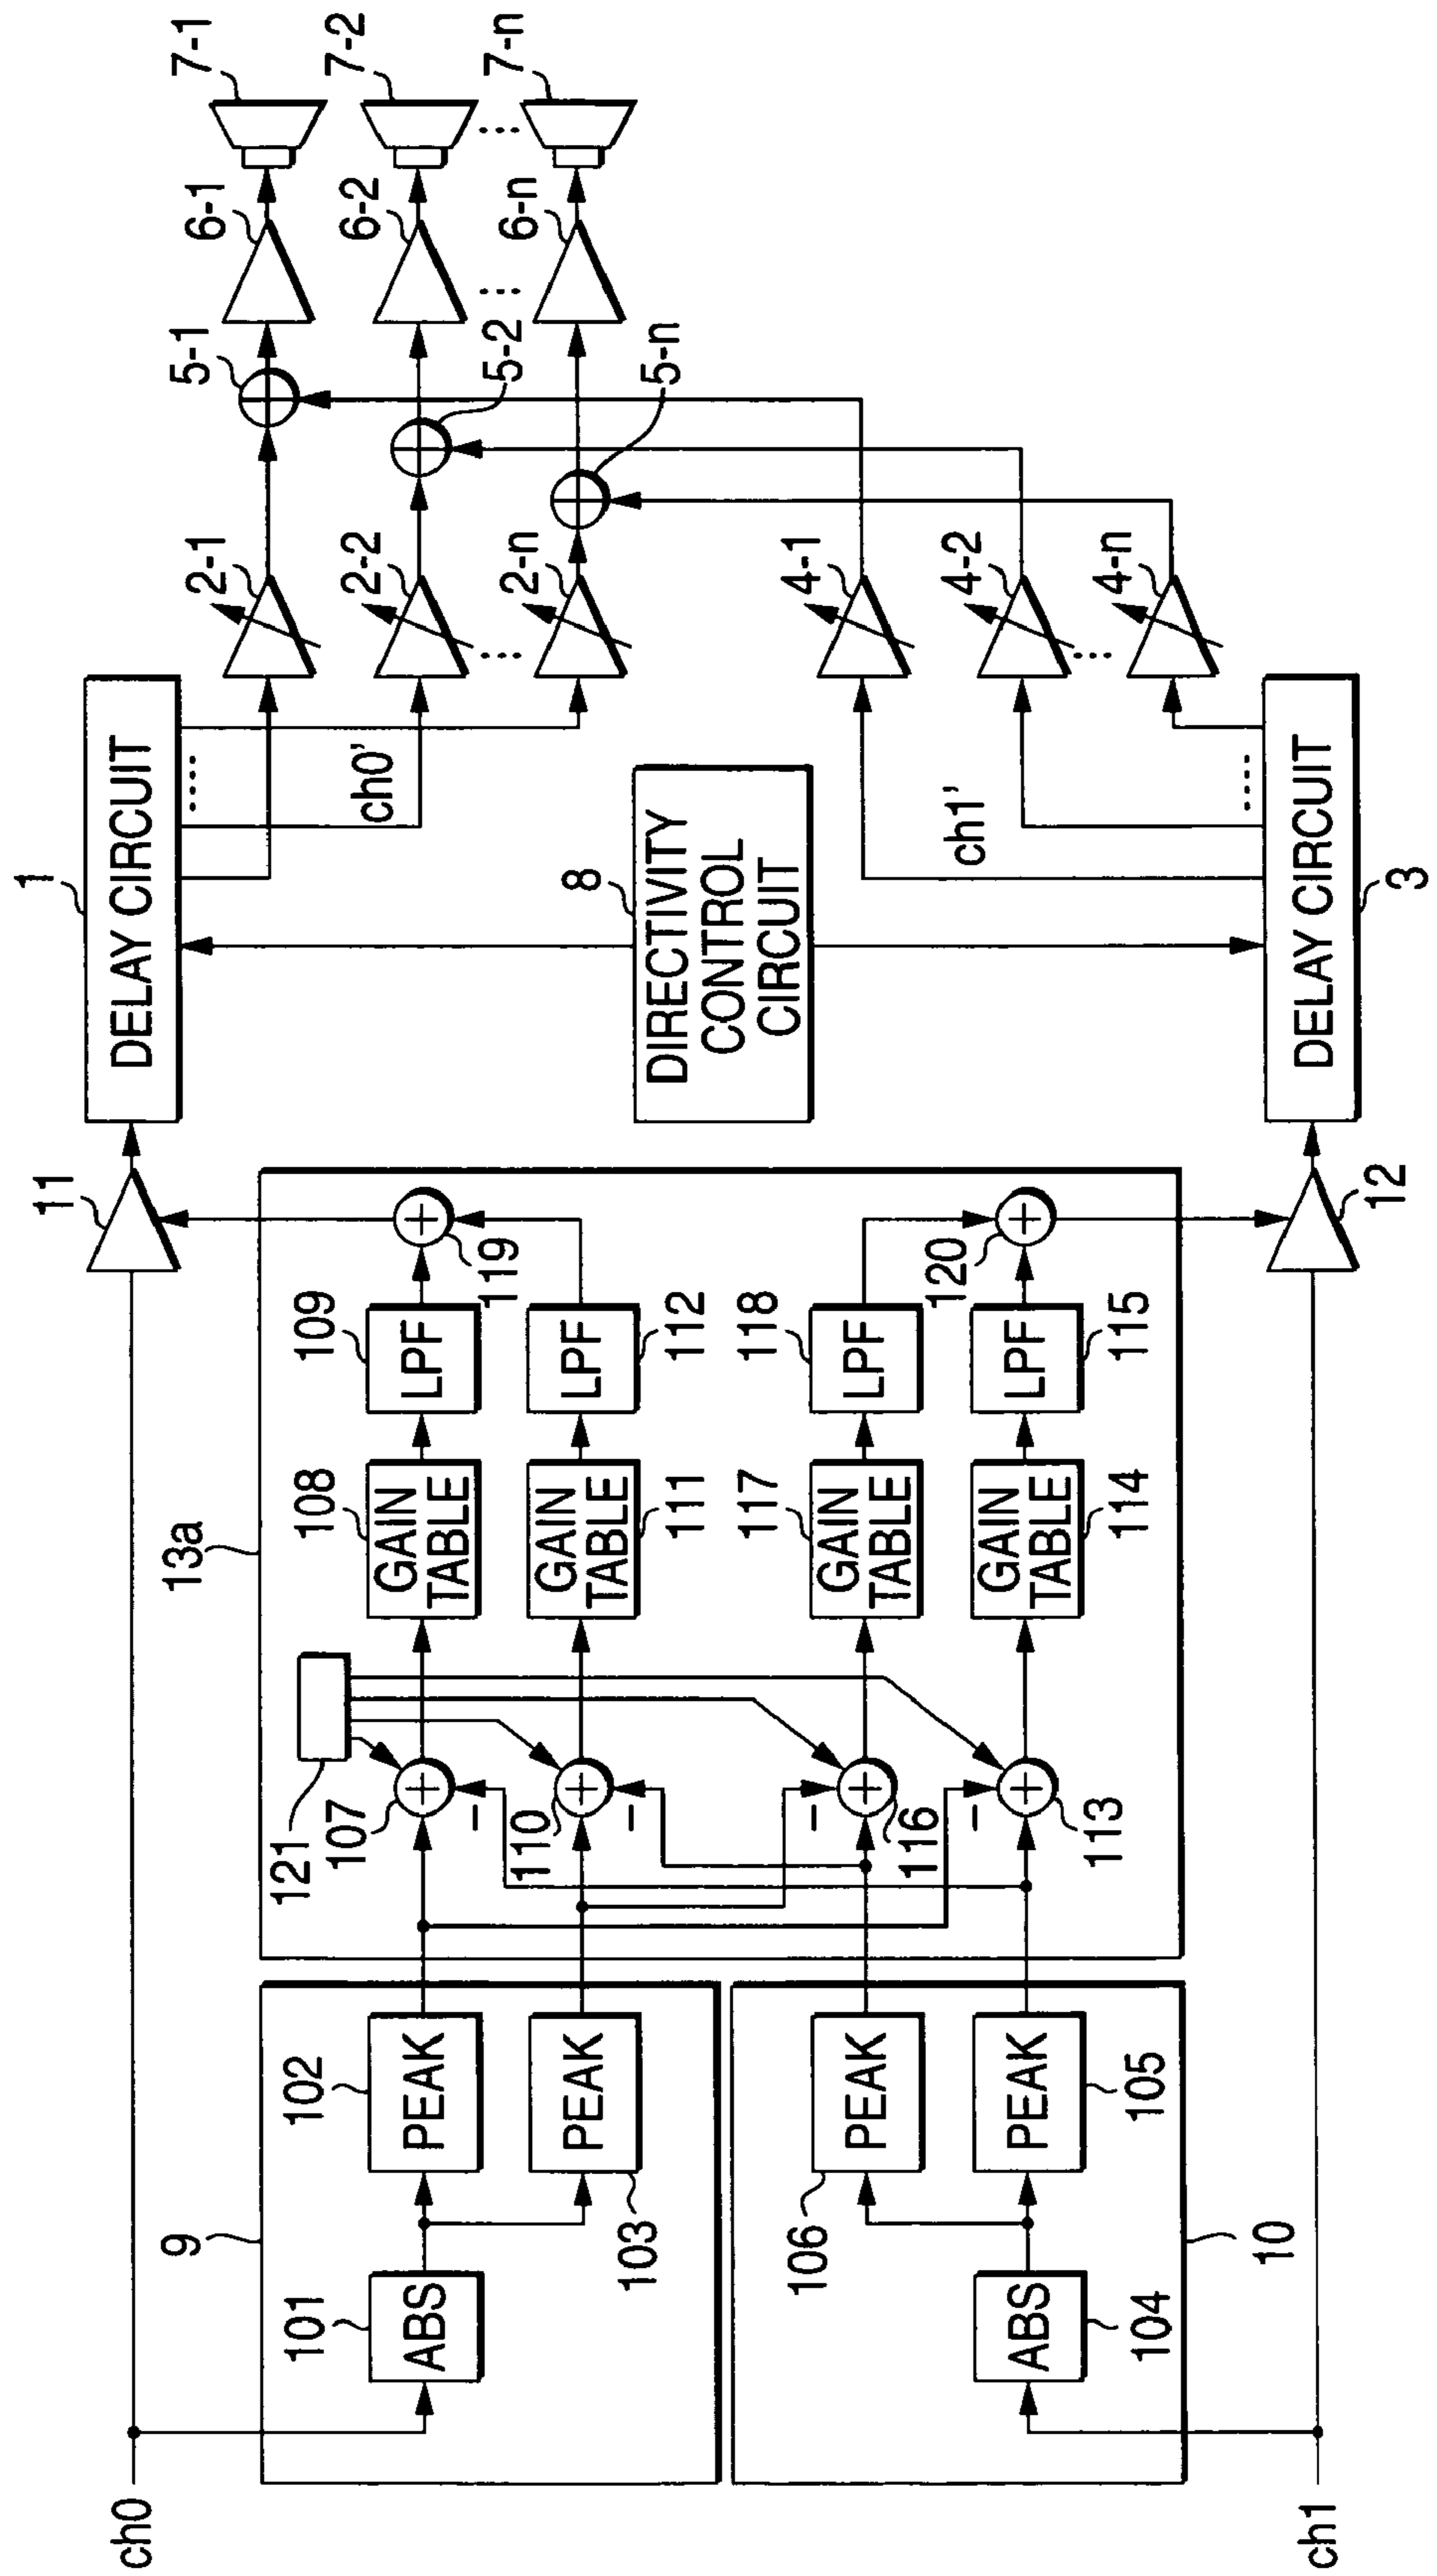 ch0
ch1
9
101
ABS
102
PEAK
PEAK
103
106
PEAK
PEAK
105
ABS
104
10
13a
121
107
110
116
113
108
GAIN
TABLE
GAIN
TABLE
111
117
GAIN
TABLE
GAIN
TABLE
114
109
LPF
LPF
112
118
LPF
LPF
115
119
120
+
+
+
+
+
+
−
−
−
−
11
12
1
DELAY CIRCUIT
8
DIRECTIVITY
CONTROL
CIRCUIT
DELAY CIRCUIT
3
ch0'
ch1'
2-1
2-2
2-n
4-1
4-2
4-n
5-1
5-2
5-n
6-1
6-2
6-n
7-1
7-2
7-n